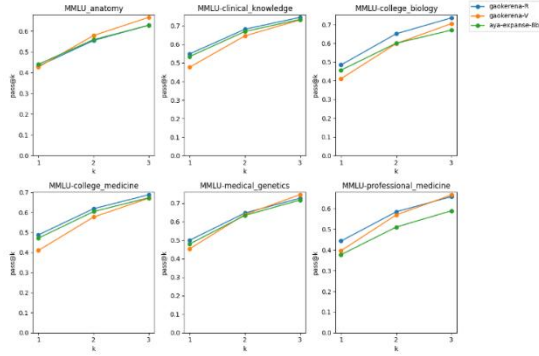 MMLU_anatomy
MMLU-clinical_knowledge
MMLU-college_biology
gaokerena-R
gaokerena-V
aya-expanse-8b
pass@k
0.6
0.5
0.4
0.3
0.2
0.1
0.0
1 2 3
k
pass@k
0.7
0.6
0.5
0.4
0.3
0.2
0.1
0.0
1 2 3
k
pass@k
0.7
0.6
0.5
0.4
0.3
0.2
0.1
0.0
1 2 3
k
MMLU-college_medicine
MMLU-medical_genetics
MMLU-professional_medicine
pass@k
0.7
0.6
0.5
0.4
0.3
0.2
0.1
0.0
1 2 3
k
pass@k
0.7
0.6
0.5
0.4
0.3
0.2
0.1
0.0
1 2 3
k
pass@k
0.6
0.5
0.4
0.3
0.2
0.1
0.0
1 2 3
k